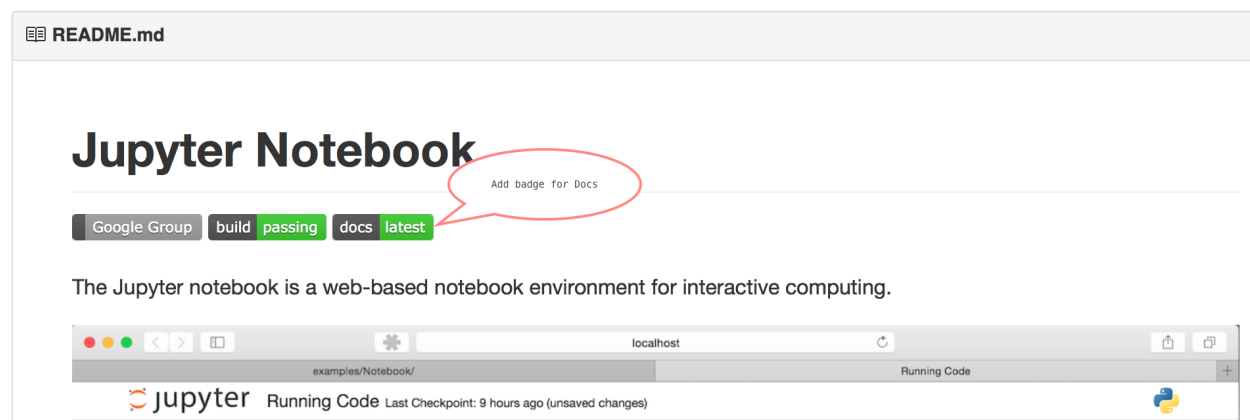 README.md
Jupyter Notebook
Add badge for Docs
Google Group build passing docs latest
The Jupyter notebook is a web-based notebook environment for interactive computing.
localhost
examples/Notebook/ Running Code +
jupyter Running Code Last Checkpoint: 9 hours ago (unsaved changes)